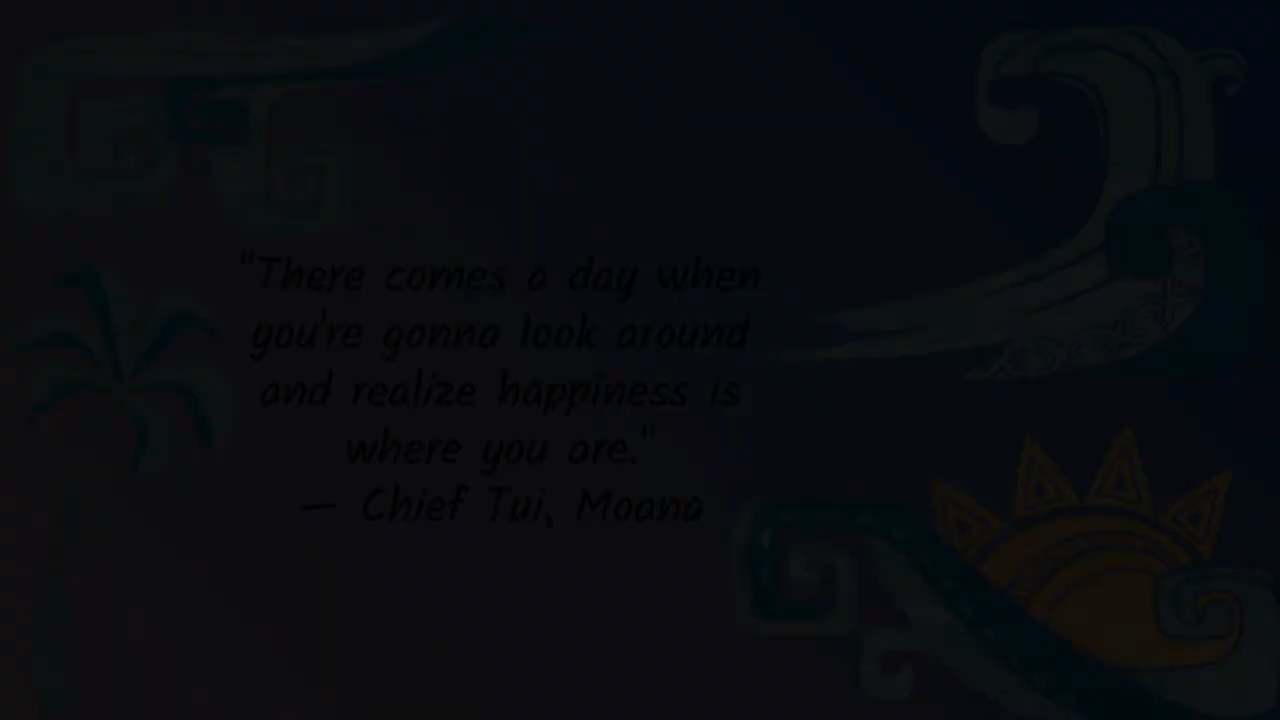 "There comes a day when
you're gonna look around
and realize happiness is
where you are."
— Chief Tui, Moana